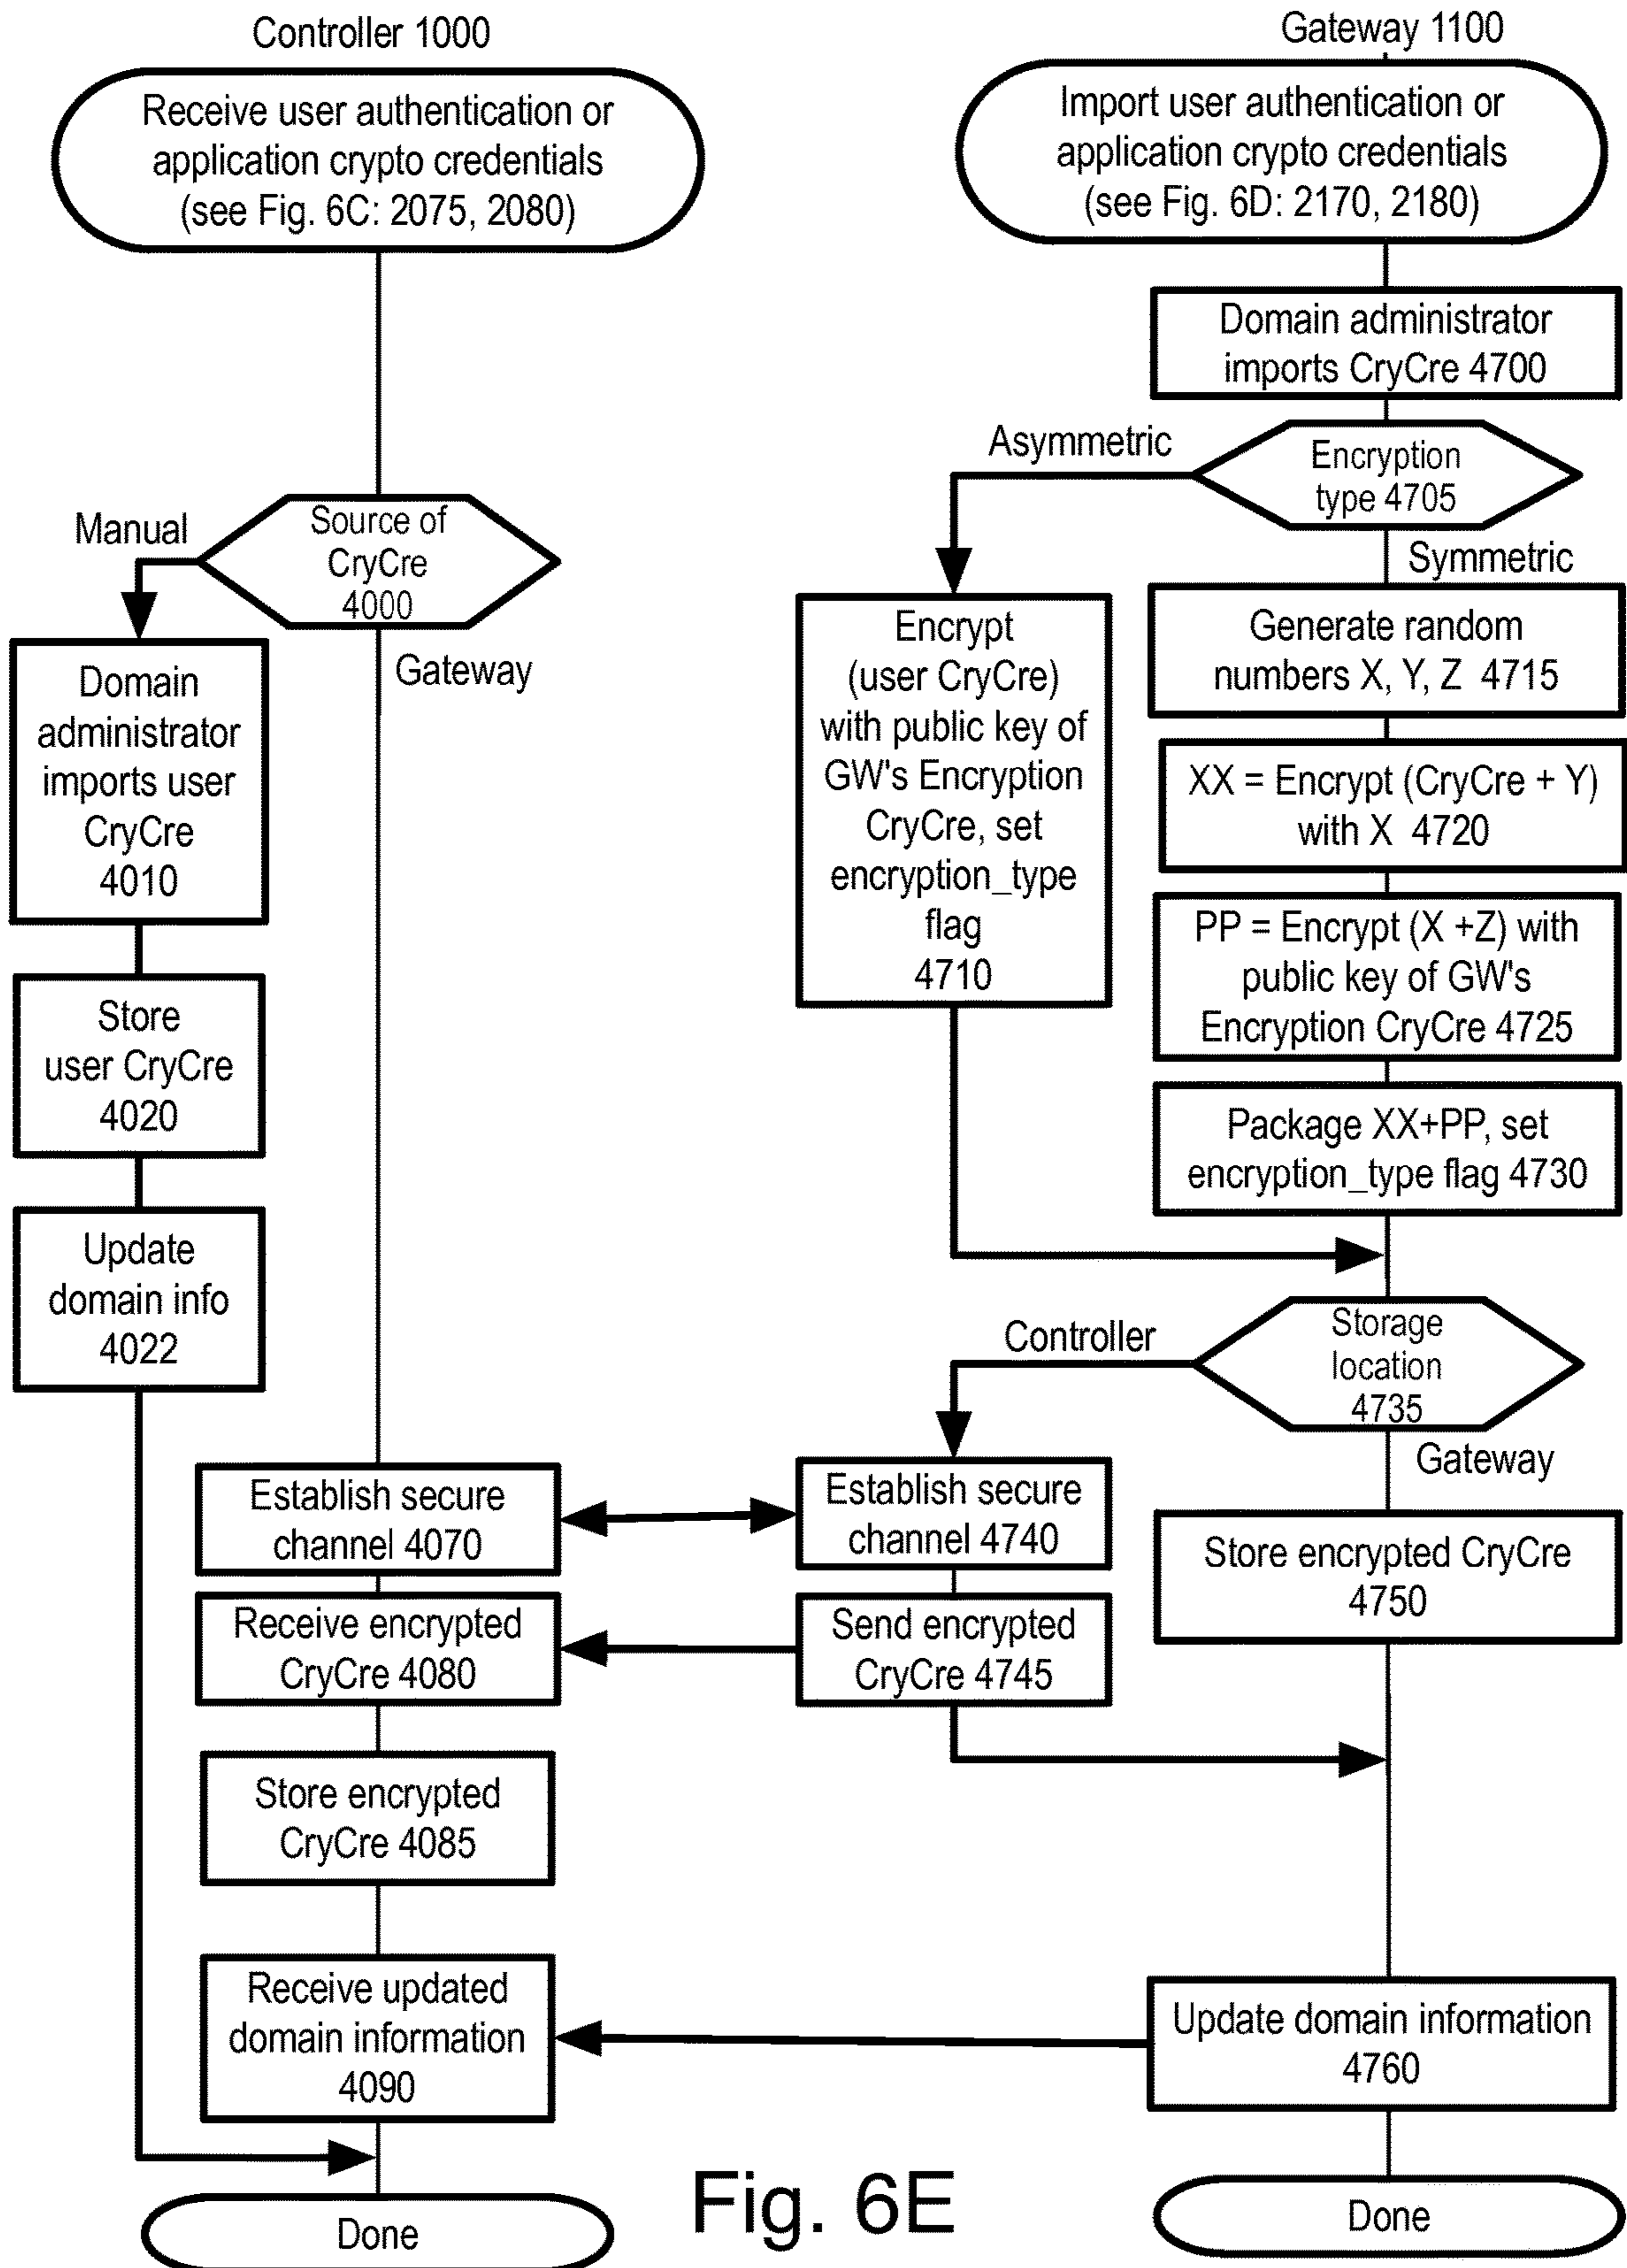 Controller 1000
Receive user authentication or
application crypto credentials
(see Fig. 6C: 2075, 2080)
Manual
Source of
CryCre
4000
Gateway
Domain
administrator
imports user
CryCre
4010
Store
user CryCre
4020
Update
domain info
4022
Establish secure
channel 4070
Receive encrypted
CryCre 4080
Store encrypted
CryCre 4085
Receive updated
domain information
4090
Done
Gateway 1100
Import user authentication or
application crypto credentials
(see Fig. 6D: 2170, 2180)
Domain administrator
imports CryCre 4700
Asymmetric
Encryption
type 4705
Symmetric
Encrypt
(user CryCre)
with public key of
GW's Encryption
CryCre, set
encryption_type
flag
4710
Generate random
numbers X, Y, Z 4715
XX = Encrypt (CryCre + Y)
with X 4720
PP = Encrypt (X +Z) with
public key of GW's
Encryption CryCre 4725
Package XX+PP, set
encryption_type flag 4730
Controller
Storage
location
4735
Gateway
Establish secure
channel 4740
Send encrypted
CryCre 4745
Store encrypted CryCre
4750
Update domain information
4760
Done
Fig. 6E